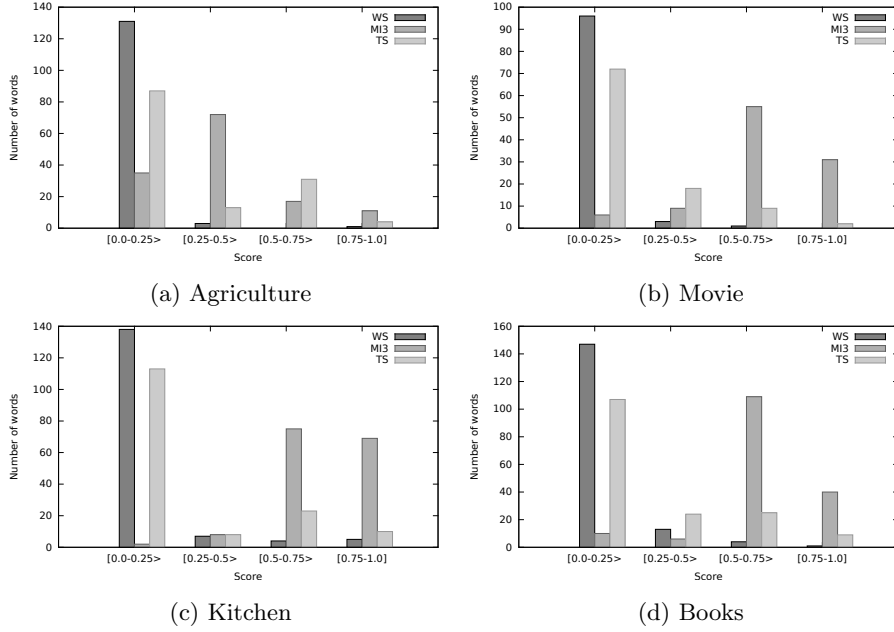 140
120
100
80
60
40
20
0
Number of words
[0.0-0.25>
[0.25-0.5>
[0.5-0.75>
[0.75-1.0]
Score
WS
MI3
TS
(a) Agriculture
100
90
80
70
60
50
40
30
20
10
0
Number of words
[0.0-0.25>
[0.25-0.5>
[0.5-0.75>
[0.75-1.0]
Score
WS
MI3
TS
(b) Movie
140
120
100
80
60
40
20
0
Number of words
[0.0-0.25>
[0.25-0.5>
[0.5-0.75>
[0.75-1.0]
Score
WS
MI3
TS
(c) Kitchen
160
140
120
100
80
60
40
20
0
Number of words
[0.0-0.25>
[0.25-0.5>
[0.5-0.75>
[0.75-1.0]
Score
WS
MI3
TS
(d) Books